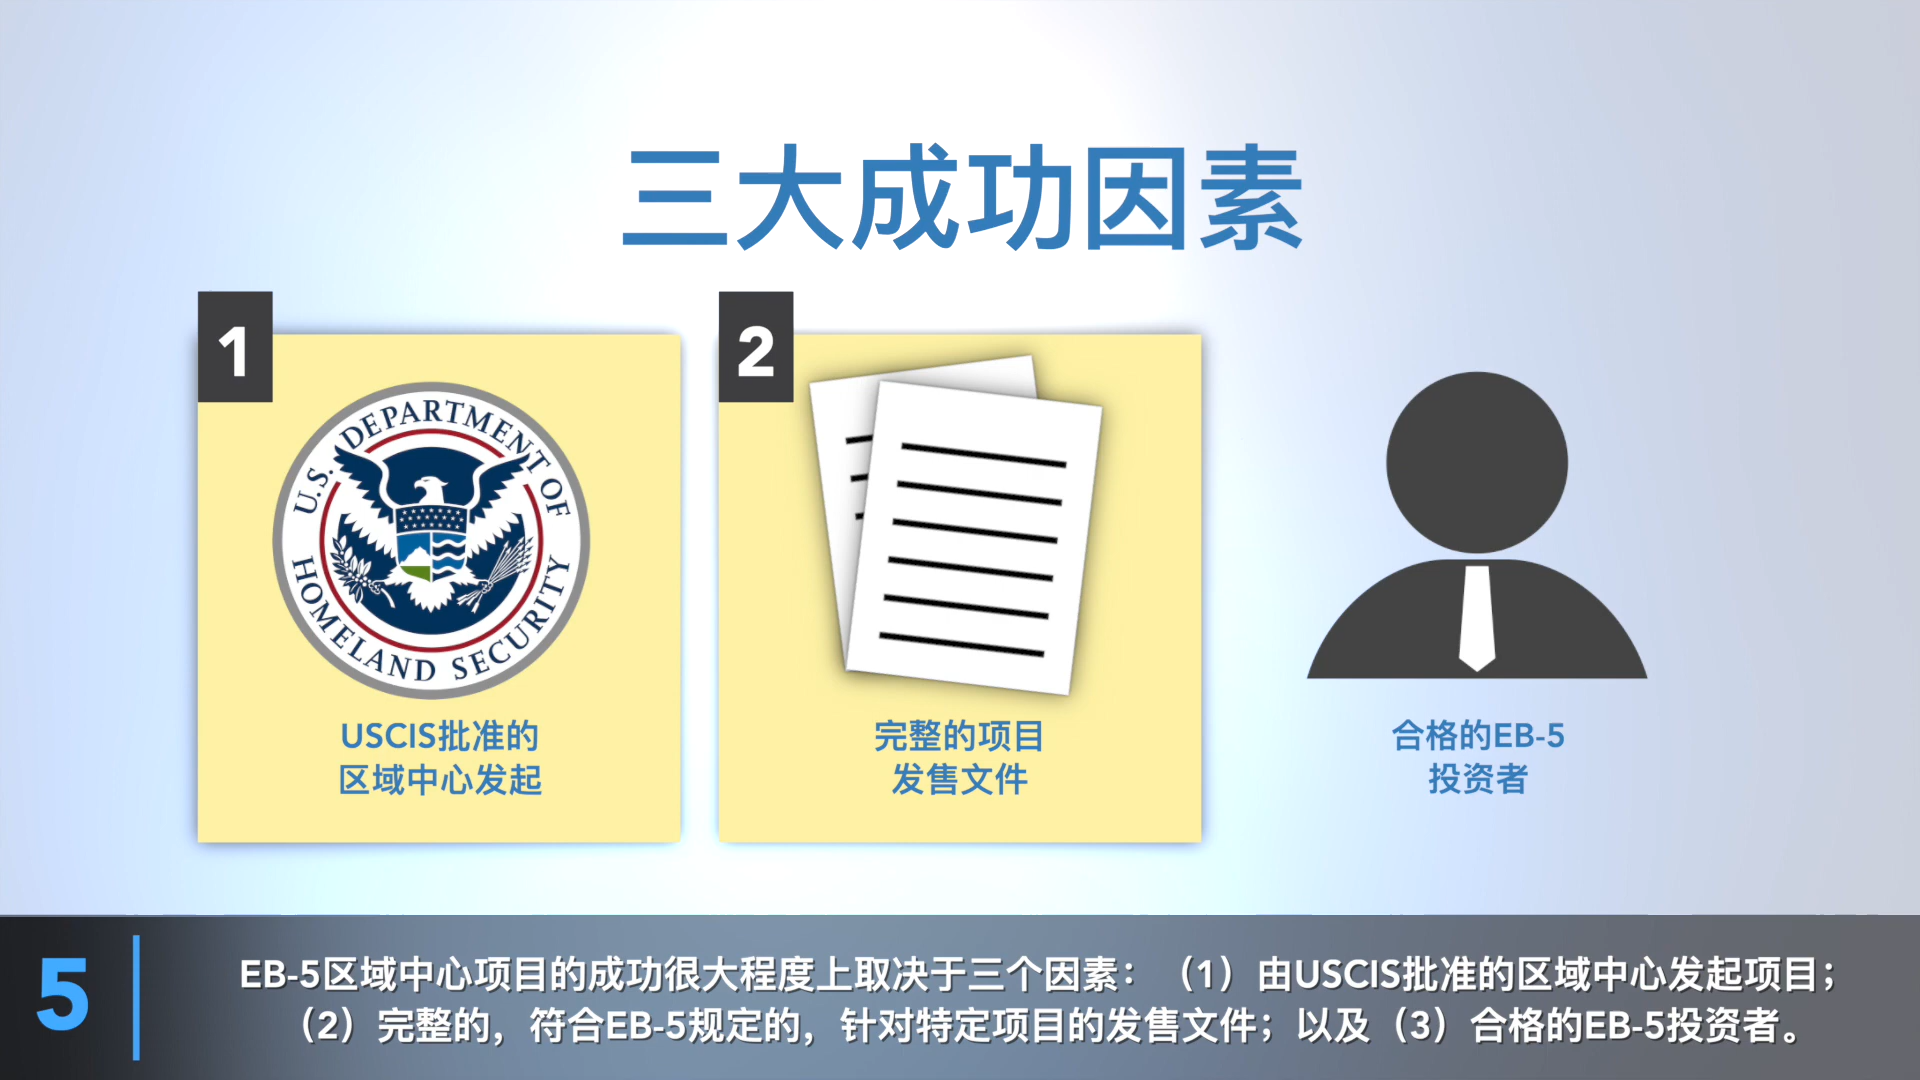 三大成功因素
1
U.S. DEPARTMENT OF
HOMELAND SECURITY
USCIS批准的
区域中心发起
2
完整的项目
发售文件
合格的EB-5
投资者
5
EB-5区域中心项目的成功很大程度上取决于三个因素：（1）由USCIS批准的区域中心发起项目；
（2）完整的，符合EB-5规定的，针对特定项目的发售文件；以及（3）合格的EB-5投资者。